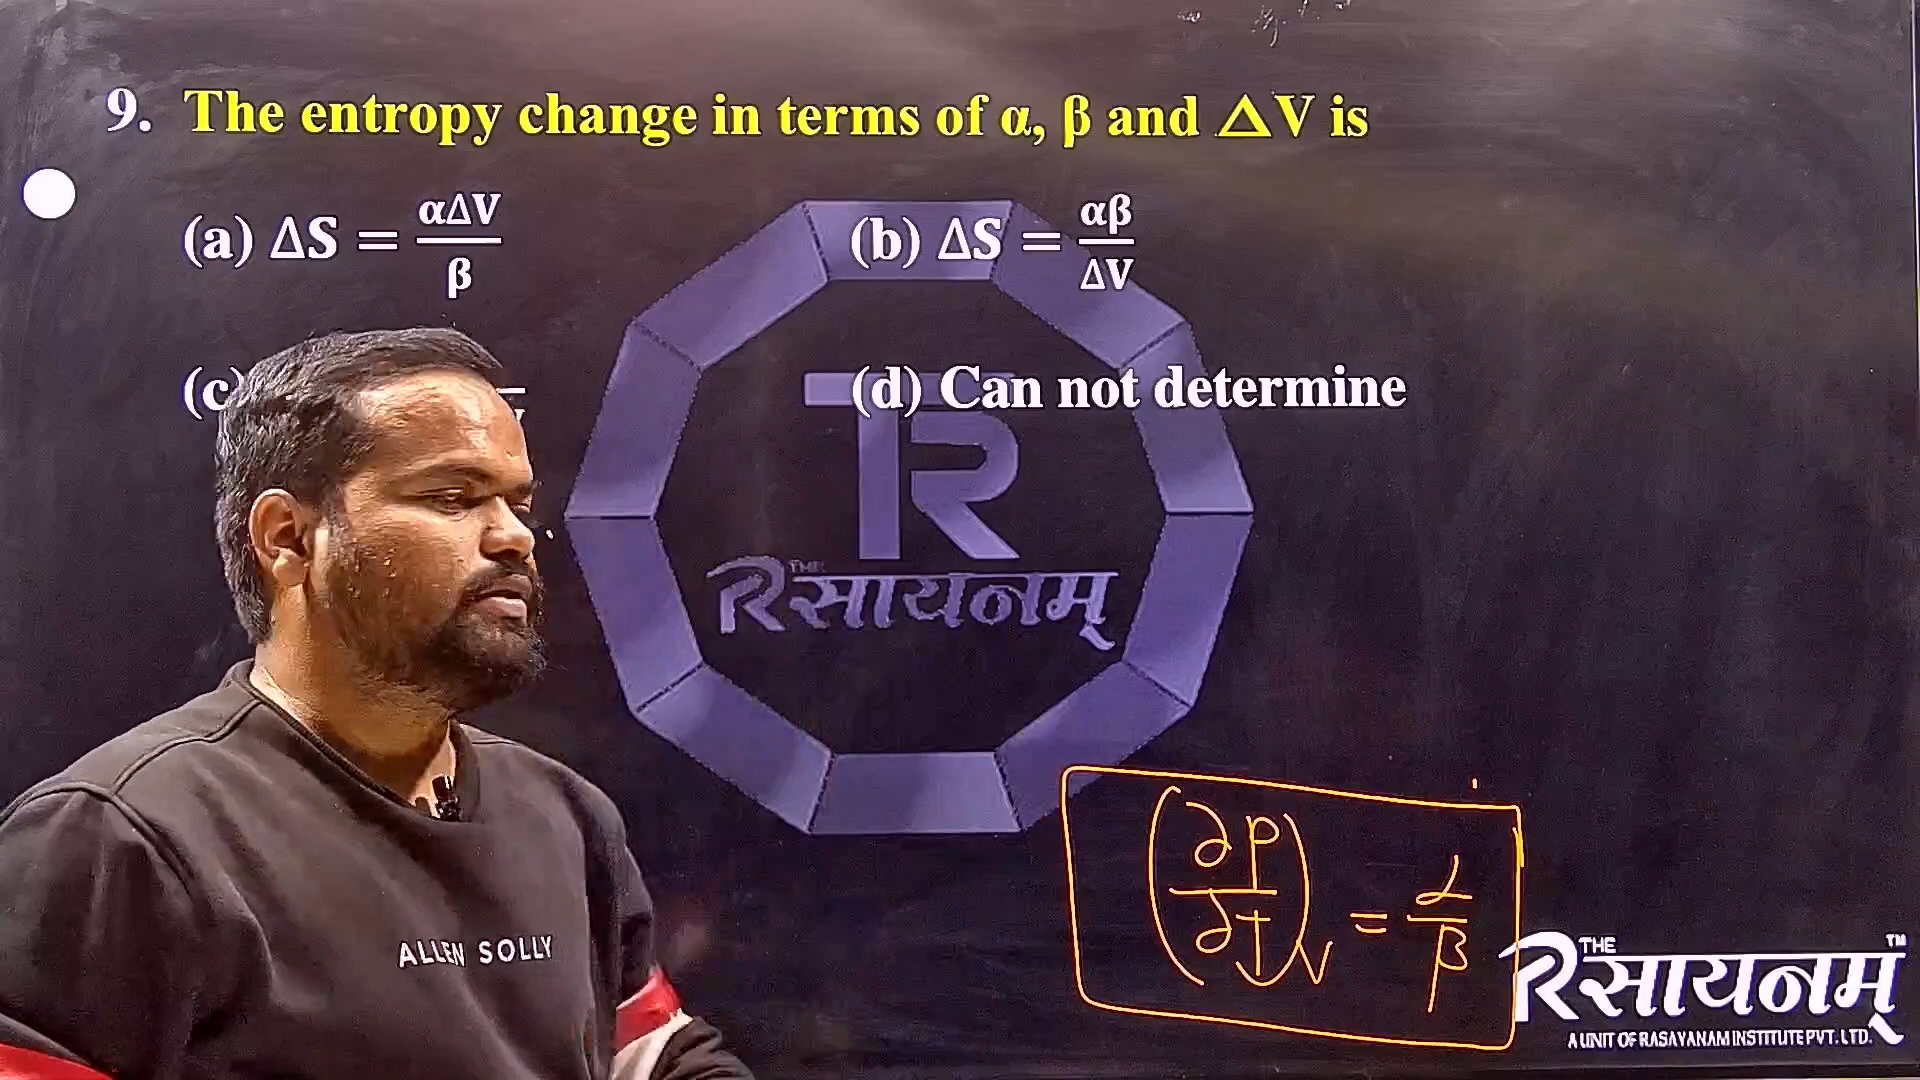 9. The entropy change in terms of α, β and ΔV is
(a) ΔS = αΔV/β
(b) ΔS = αβ/ΔV
(c)
(d) Can not determine
TR
THE
रसायनम्
(∂P/∂T)V = α/β
ALLEN SOLLY
THE रसायनम् TM
A UNIT OF RASAYANAM INSTITUTE PVT. LTD.